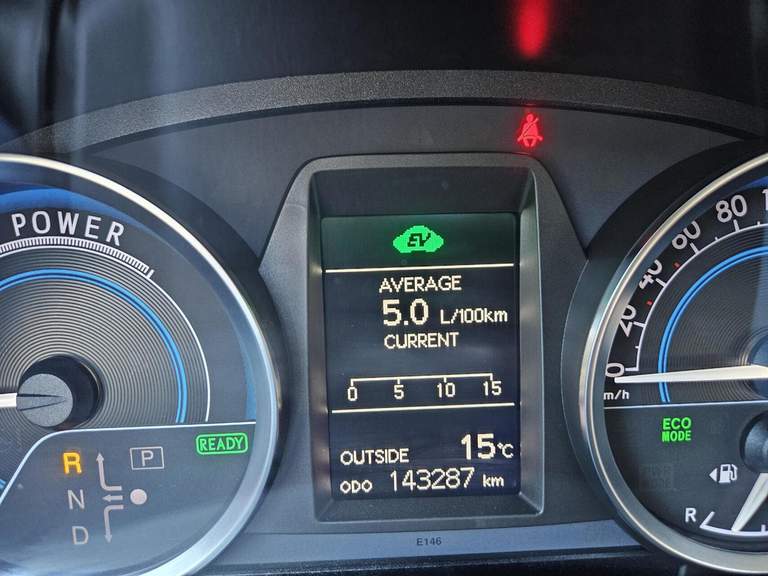 POWER
EV
AVERAGE
5.0 L/100km
CURRENT
0 5 10 15
OUTSIDE 15°C
ODO 143287 km
READY
R
P
N
D
E146
0
20
40
60
80
m/h
ECO
MODE
R